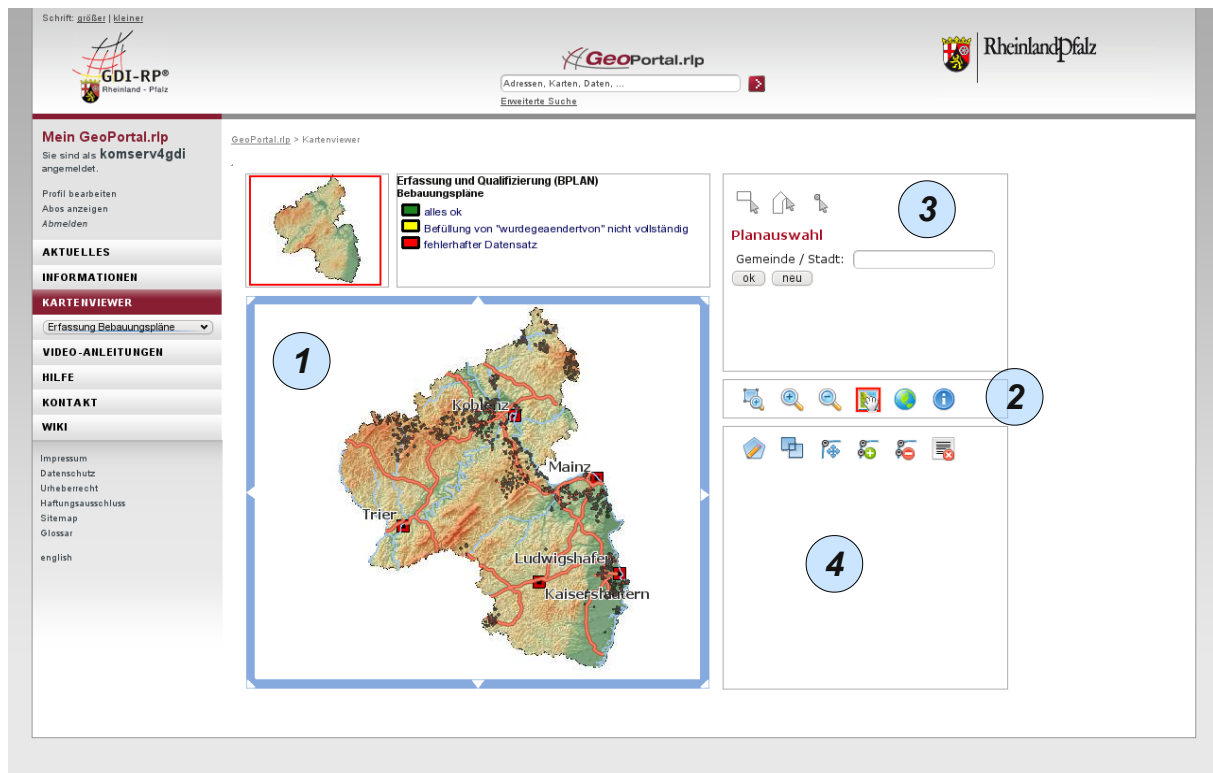 Schrift: größer | kleiner
GDI-RP®
Rheinland - Pfalz
GeoPortal.rlp
Adressen, Karten, Daten, ...
Erweiterte Suche
RheinlandPfalz
Mein GeoPortal.rlp
Sie sind als komserv4gdi
angemeldet.
Profil bearbeiten
Abos anzeigen
Abmelden
AKTUELLES
INFORMATIONEN
KARTENVIEWER
Erfassung Bebauungspläne
VIDEO-ANLEITUNGEN
HILFE
KONTAKT
WIKI
Impressum
Datenschutz
Urheberrecht
Haftungsausschluss
Sitemap
Glossar
english
GeoPortal.rlp > Kartenviewer
Erfassung und Qualifizierung (BPLAN)
Bebauungspläne
alles ok
Befüllung von "wurdegeaendertvon" nicht vollständig
fehlerhafter Datensatz
1
Koblenz
Mainz
Trier
Ludwigshafen
Kaiserslautern
3
Planauswahl
Gemeinde / Stadt:
ok neu
2
4